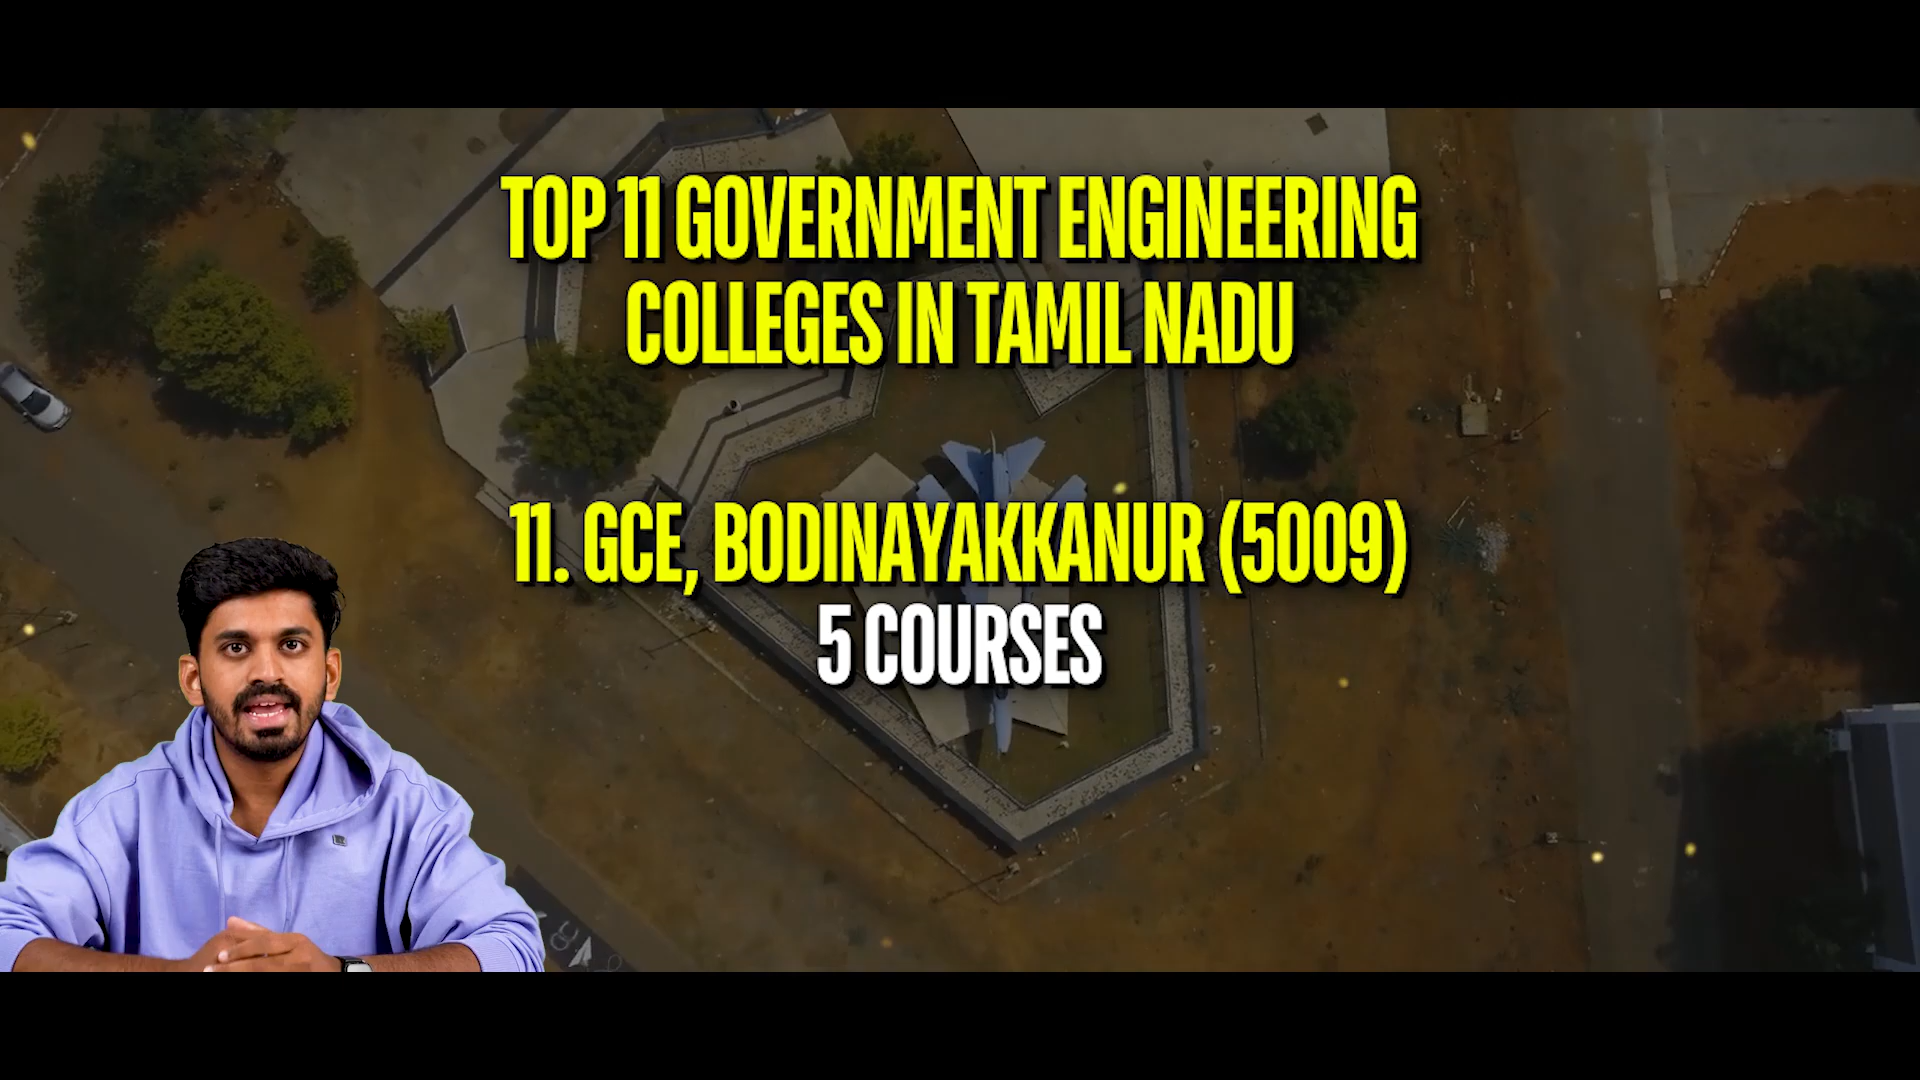 TOP 11 GOVERNMENT ENGINEERING
COLLEGES IN TAMIL NADU
11. GCE, BODINAYAKKANUR (5009)
5 COURSES